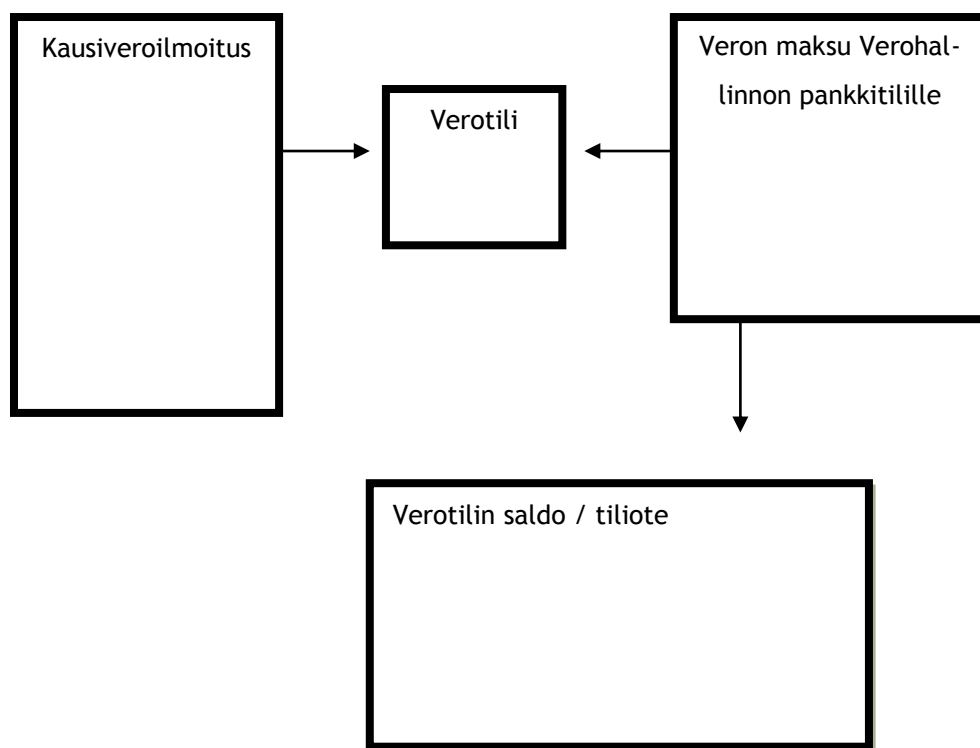 Kausiveroilmoitus
Verotili
Veron maksu Verohal-
linnon pankkitilille
Verotilin saldo / tiliote